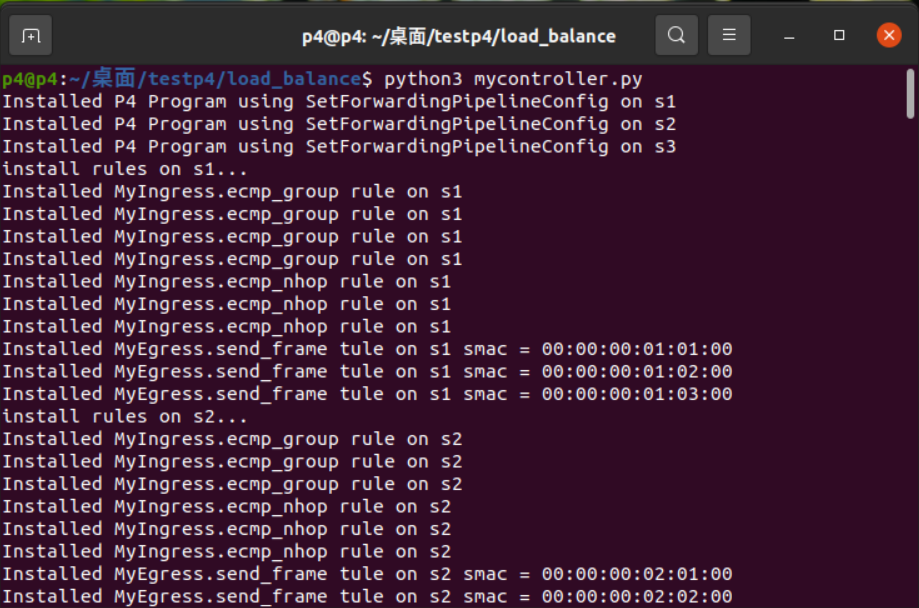 p4@p4: ~/桌面/testp4/load_balance
p4@p4:~/桌面/testp4/load_balance$ python3 mycontroller.py
Installed P4 Program using SetForwardingPipelineConfig on s1
Installed P4 Program using SetForwardingPipelineConfig on s2
Installed P4 Program using SetForwardingPipelineConfig on s3
install rules on s1...
Installed MyIngress.ecmp_group rule on s1
Installed MyIngress.ecmp_group rule on s1
Installed MyIngress.ecmp_group rule on s1
Installed MyIngress.ecmp_group rule on s1
Installed MyIngress.ecmp_nhop rule on s1
Installed MyIngress.ecmp_nhop rule on s1
Installed MyIngress.ecmp_nhop rule on s1
Installed MyEgress.send_frame tule on s1 smac = 00:00:00:01:01:00
Installed MyEgress.send_frame tule on s1 smac = 00:00:00:01:02:00
Installed MyEgress.send_frame tule on s1 smac = 00:00:00:01:03:00
install rules on s2...
Installed MyIngress.ecmp_group rule on s2
Installed MyIngress.ecmp_group rule on s2
Installed MyIngress.ecmp_group rule on s2
Installed MyIngress.ecmp_nhop rule on s2
Installed MyIngress.ecmp_nhop rule on s2
Installed MyIngress.ecmp_nhop rule on s2
Installed MyEgress.send_frame tule on s2 smac = 00:00:00:02:01:00
Installed MyEgress.send_frame tule on s2 smac = 00:00:00:02:02:00